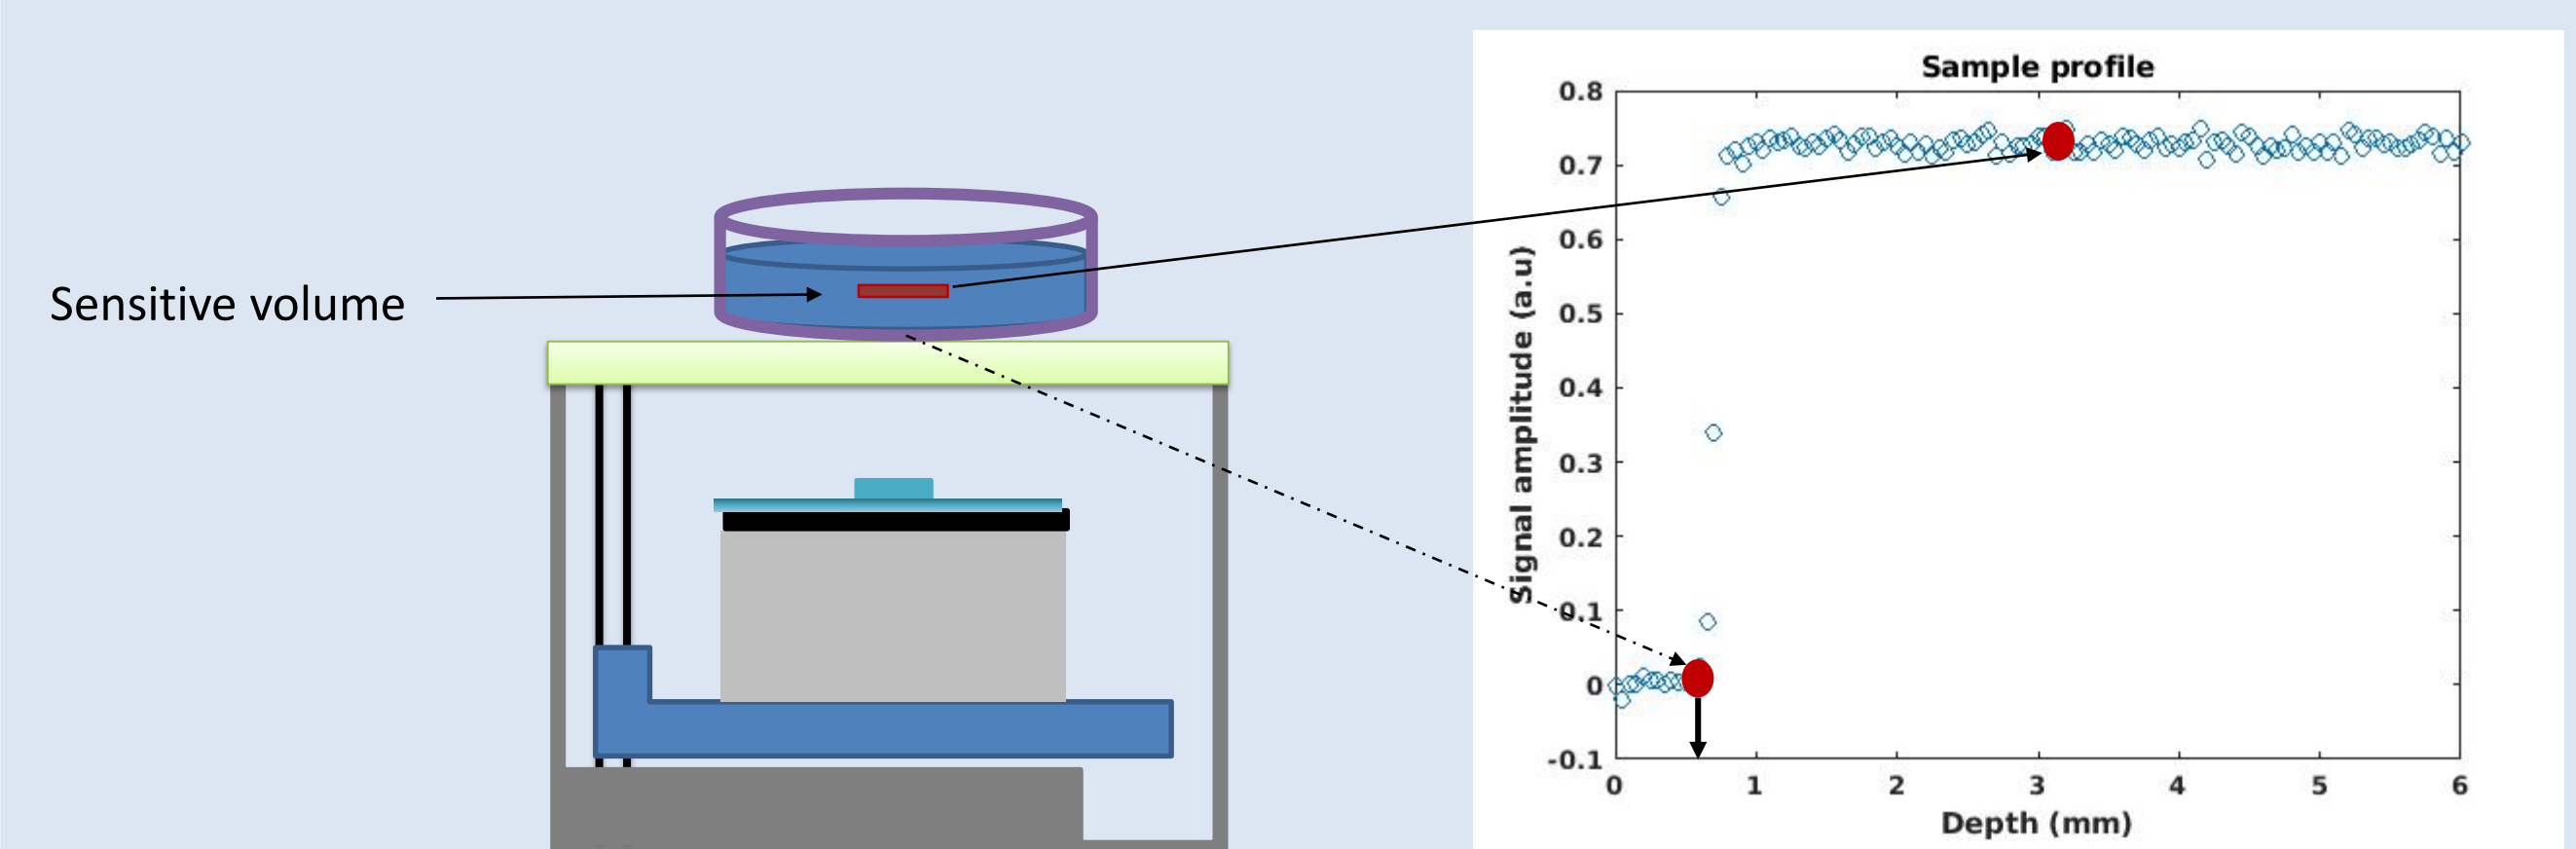 Sensitive volume
Sample profile
Signal amplitude (a.u)
0.8
0.7
0.6
0.5
0.4
0.3
0.2
0.1
0
-0.1
0 1 2 3 4 5 6
Depth (mm)